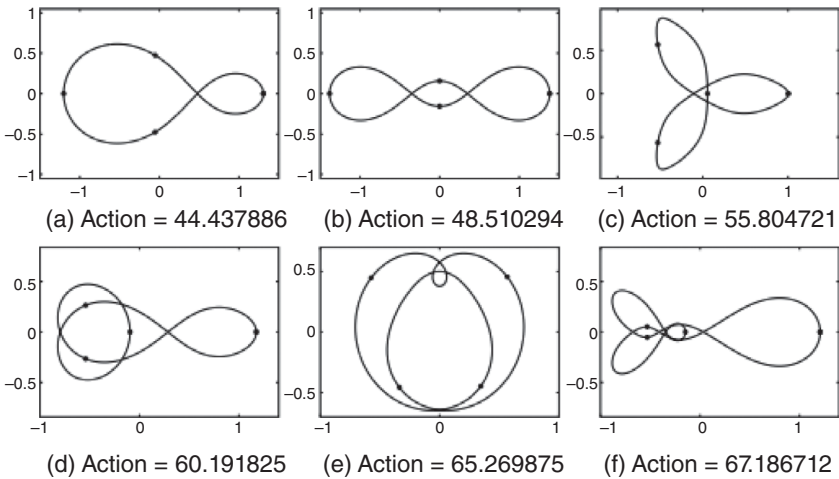 1
0.5
0
−0.5
−1
−1 0 1
(a) Action = 44.437886
1
0.5
0
−0.5
−1
−1 0 1
(b) Action = 48.510294
1
0.5
0
−0.5
−1 0 1
(c) Action = 55.804721
0.5
0
−0.5
−1 0 1
(d) Action = 60.191825
0.5
0
−0.5
−1 0 1
(e) Action = 65.269875
0.5
0
−0.5
−1 0 1
(f) Action = 67.186712